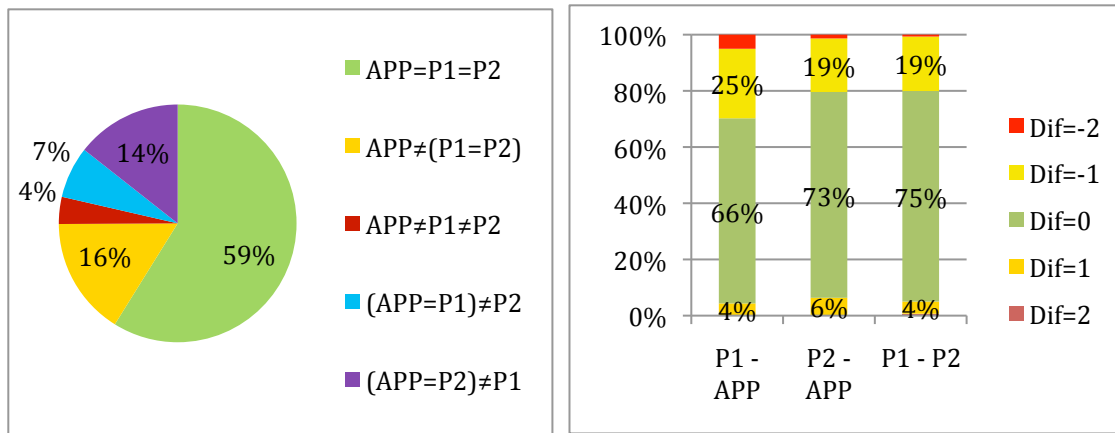 APP=P1=P2
APP≠(P1=P2)
APP≠P1≠P2
(APP=P1)≠P2
(APP=P2)≠P1
7%
14%
4%
16%
59%
100%
80%
60%
40%
20%
0%
25%
19%
19%
66%
73%
75%
4%
6%
4%
P1 -
APP
P2 -
APP
P1 - P2
Dif=-2
Dif=-1
Dif=0
Dif=1
Dif=2